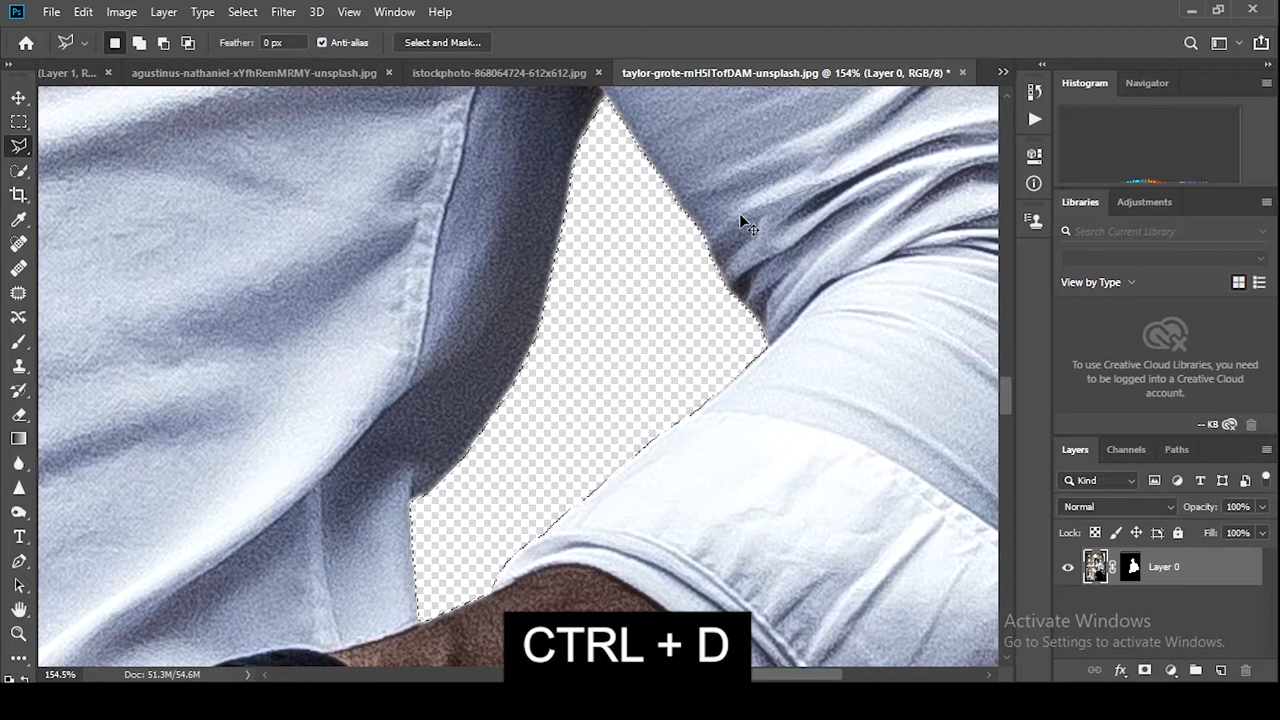 Ps File Edit Image Layer Type Select Filter 3D View Window Help
Feather: 0 px Anti-alias Select and Mask...
(Layer 1, R... × agustinus-nathaniel-xYfhRemMRMY-unsplash.jpg × istockphoto-868064724-612x612.jpg × taylor-grote-rnH5ITofDAM-unsplash.jpg @ 154% (Layer 0, RGB/8) * ×
Histogram Navigator
Libraries Adjustments
Search Current Library
View by Type
To use Creative Cloud Libraries, you need
to be logged into a Creative Cloud
account.
-- KB
Layers Channels Paths
Kind
Normal Opacity: 100%
Lock: Fill: 100%
Layer 0
Activate Windows
Go to Settings to activate Windows.
CTRL + D
154.5% Doc: 51.3M/54.6M